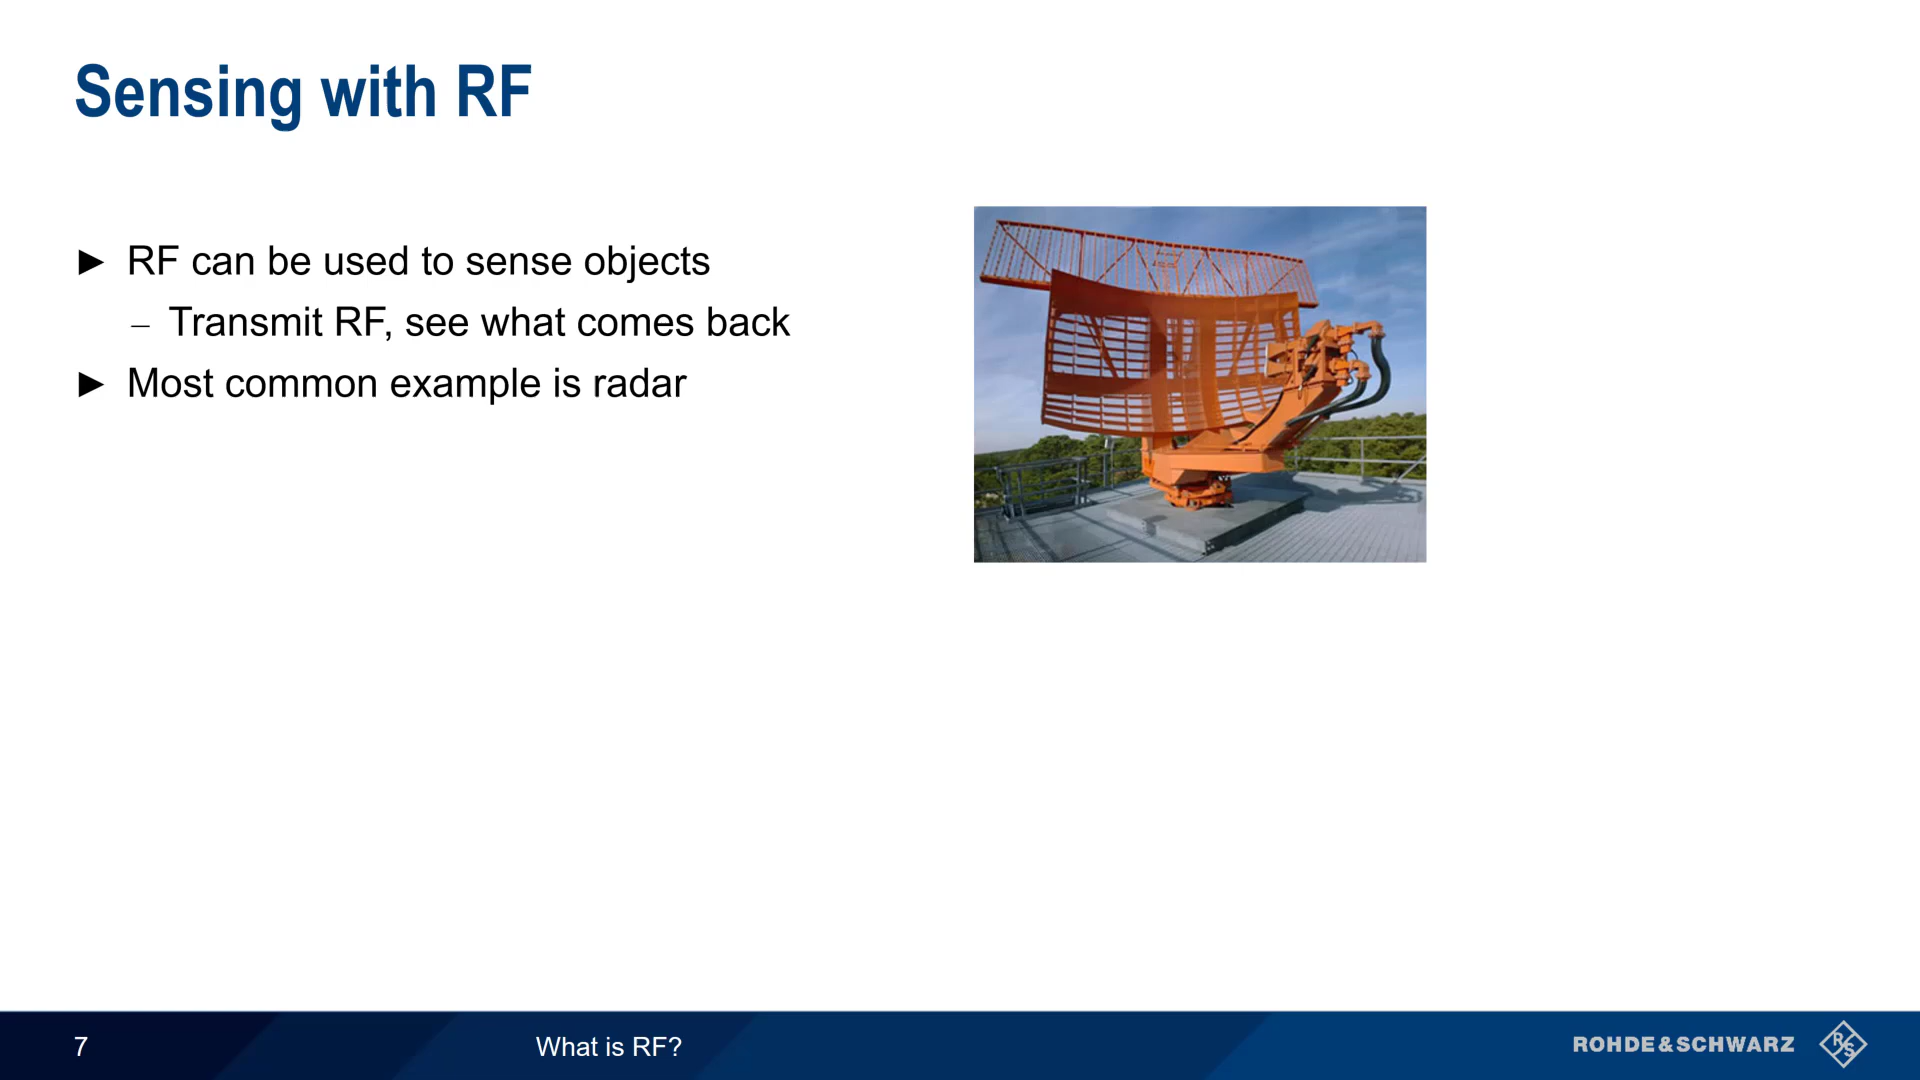 Sensing with RF
► RF can be used to sense objects
– Transmit RF, see what comes back
► Most common example is radar
7
What is RF?
ROHDE&SCHWARZ
RS